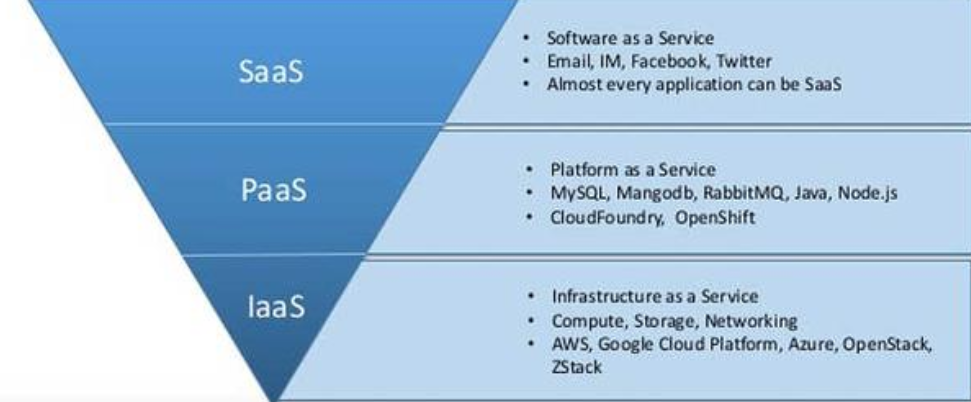 SaaS
• Software as a Service
• Email, IM, Facebook, Twitter
• Almost every application can be SaaS
PaaS
• Platform as a Service
• MySQL, Mangodb, RabbitMQ, Java, Node.js
• CloudFoundry, OpenShift
IaaS
• Infrastructure as a Service
• Compute, Storage, Networking
• AWS, Google Cloud Platform, Azure, OpenStack,
ZStack